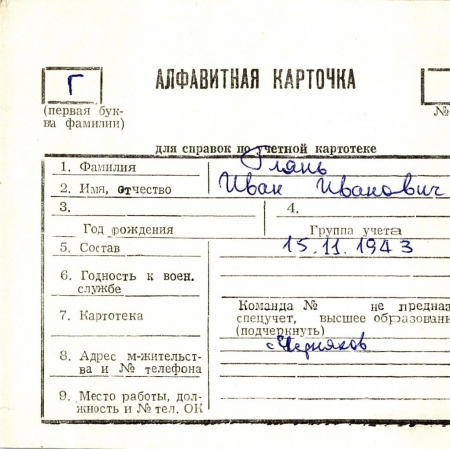 Г
АЛФАВИТНАЯ КАРТОЧКА
(первая бук-
ва фамилии)
№
для справок по учетной картотеке
1. Фамилия Глянь
2. Имя, отчество Иван Иванович
3.
Год рождения
4.
Группа учета
5. Состав 15.11.1943
6. Годность к воен.
службе
7. Картотека
Команда № не предназ
спецучет, высшее образовани
(подчеркнуть)
8. Адрес м-жительст-
ва и № телефона
с. Черняков
9. Место работы, дол-
жность и № тел. ОК